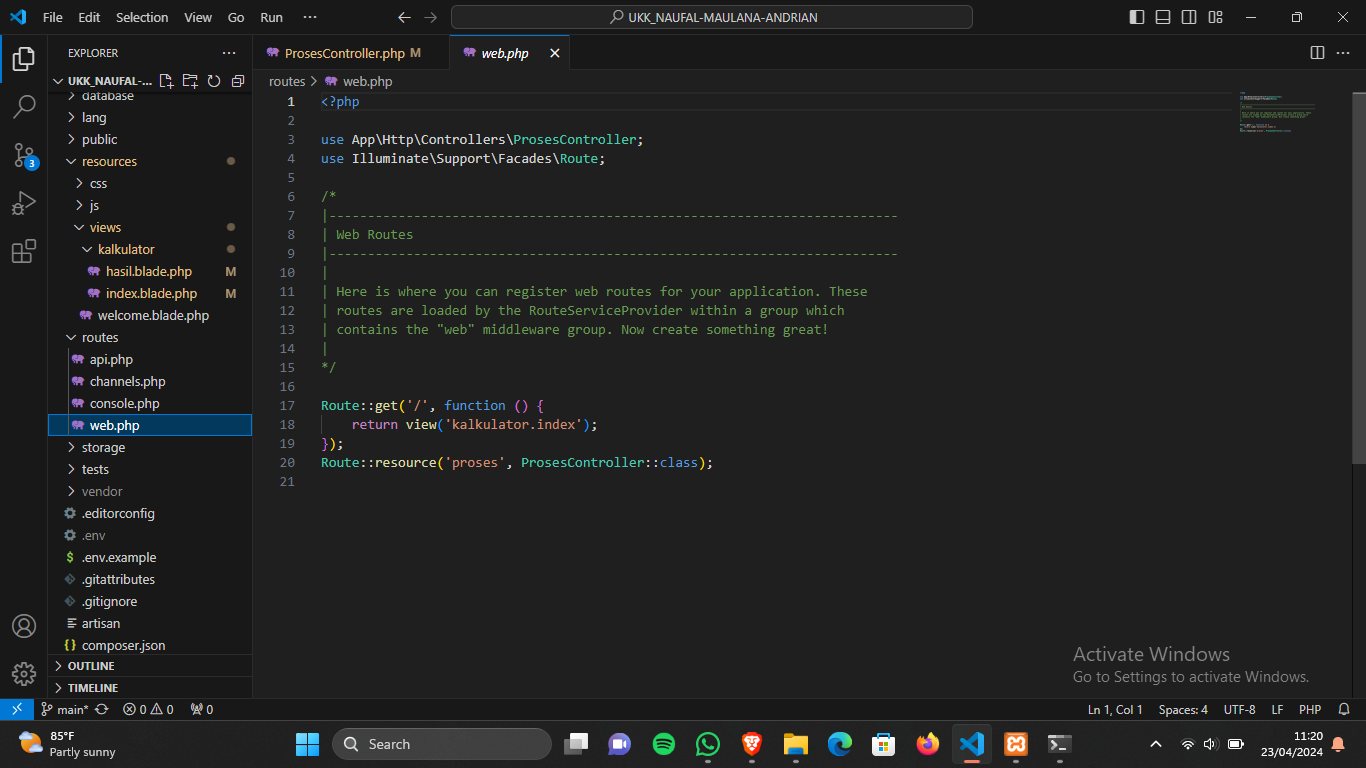 File Edit Selection View Go Run ···
UKK_NAUFAL-MAULANA-ANDRIAN
EXPLORER ···
UKK_NAUFAL-...
database
lang
public
resources
css
js
views
kalkulator
hasil.blade.php M
index.blade.php M
welcome.blade.php
routes
api.php
channels.php
console.php
web.php
storage
tests
vendor
.editorconfig
.env
.env.example
.gitattributes
.gitignore
artisan
composer.json
OUTLINE
TIMELINE
3
ProsesController.php M
web.php
routes > web.php
1 <?php
2
3 use App\Http\Controllers\ProsesController;
4 use Illuminate\Support\Facades\Route;
5
6 /*
7 |--------------------------------------------------------------------------
8 | Web Routes
9 |--------------------------------------------------------------------------
10 |
11 | Here is where you can register web routes for your application. These
12 | routes are loaded by the RouteServiceProvider within a group which
13 | contains the "web" middleware group. Now create something great!
14 |
15 */
16
17 Route::get('/', function () {
18     return view('kalkulator.index');
19 });
20 Route::resource('proses', ProsesController::class);
21
Activate Windows
Go to Settings to activate Windows.
main* 0 0 0
Ln 1, Col 1 Spaces: 4 UTF-8 LF PHP
85°F
Partly sunny
Search
11:20
23/04/2024